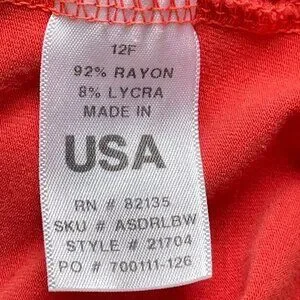 12F
92% RAYON
8% LYCRA
MADE IN
USA
RN # 82135
SKU # ASDRLBW
STYLE # 21704
PO # 700111-126